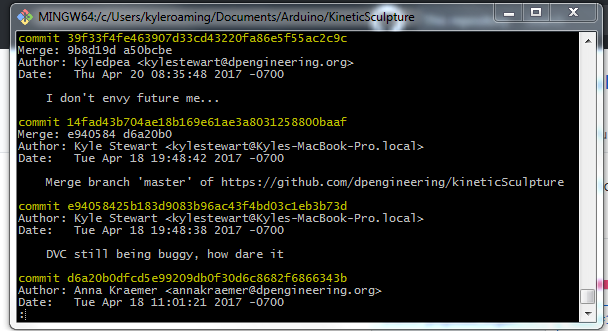 MINGW64:/c/Users/kyleroaming/Documents/Arduino/KineticSculpture
commit 39f33f4fe463907d33cd43220fa86e5f55ac2c9c
Merge: 9b8d19d a50bcbe
Author: kyledpea <kylestewart@dpengineering.org>
Date:   Thu Apr 20 08:35:48 2017 -0700
I don't envy future me...
commit 14fad43b704ae18b169e61ae3a8031258800baaf
Merge: e940584 d6a20b0
Author: Kyle Stewart <kylestewart@Kyles-MacBook-Pro.local>
Date:   Tue Apr 18 19:48:42 2017 -0700
Merge branch 'master' of https://github.com/dpengineering/kineticSculpture
commit e94058425b183d9083b96ac43f4bd03c1eb3b73d
Author: Kyle Stewart <kylestewart@Kyles-MacBook-Pro.local>
Date:   Tue Apr 18 19:48:38 2017 -0700
DVC still being buggy, how dare it
commit d6a20b0dfcd5e99209db0f30d6c8682f6866343b
Author: Anna Kraemer <annakraemer@dpengineering.org>
Date:   Tue Apr 18 11:01:21 2017 -0700
: